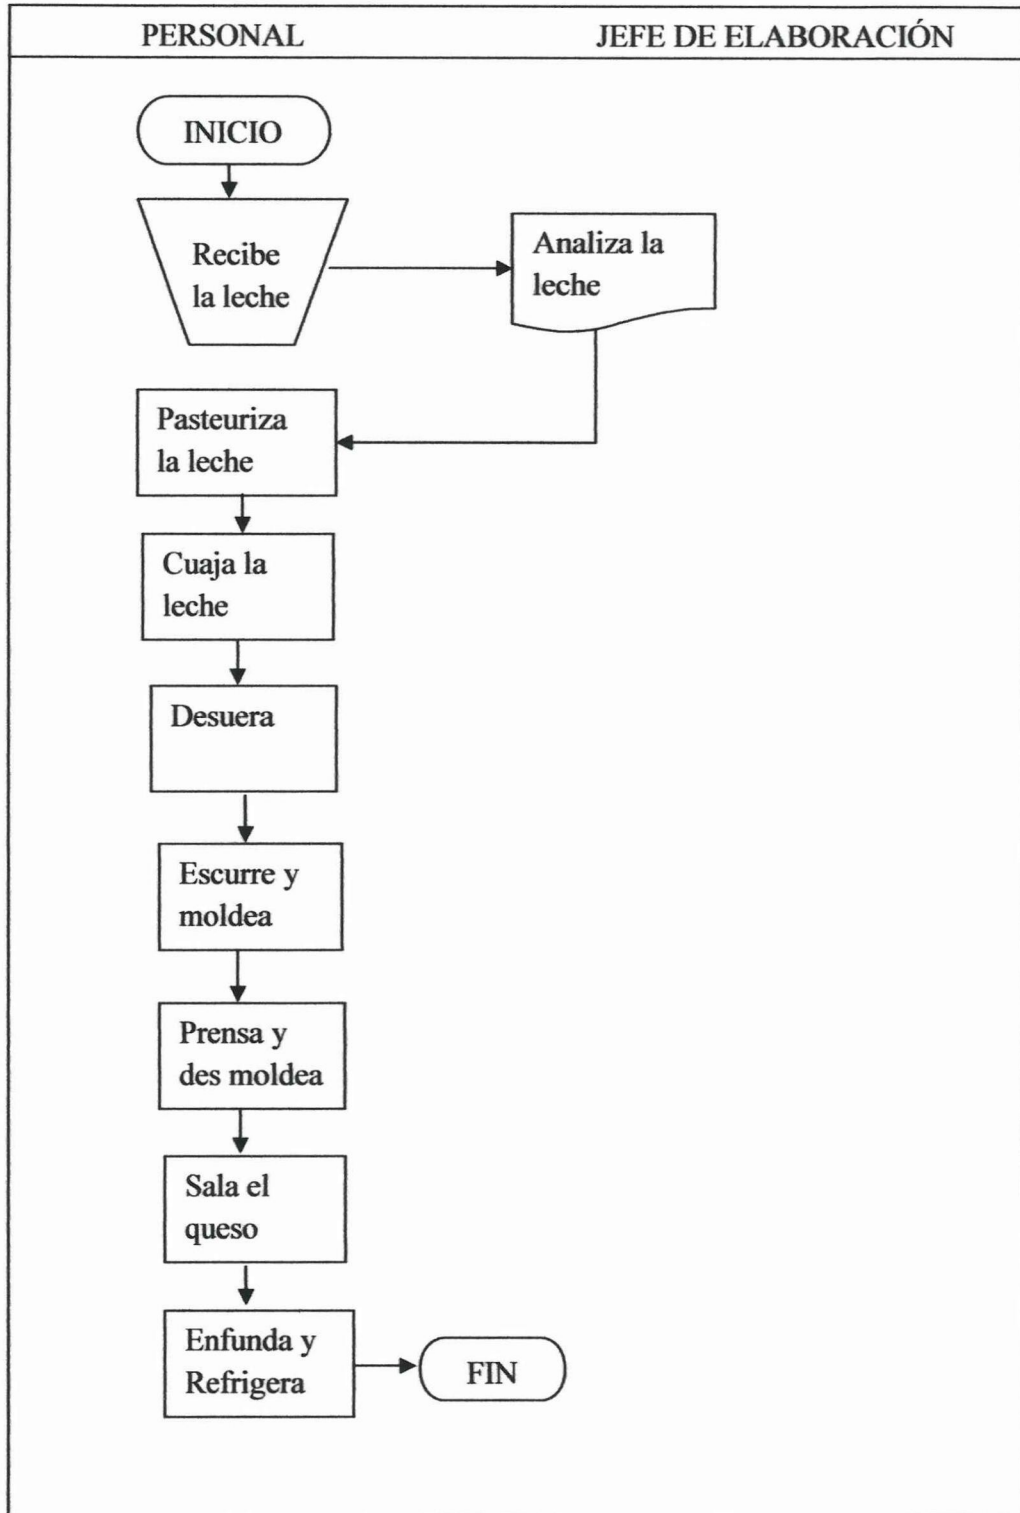 PERSONAL
JEFE DE ELABORACIÓN
INICIO
Recibe
la leche
Analiza la
leche
Pasteuriza
la leche
Cuaja la
leche
Desuera
Escurre y
moldea
Prensa y
des moldea
Sala el
queso
Enfunda y
Refrigera
FIN